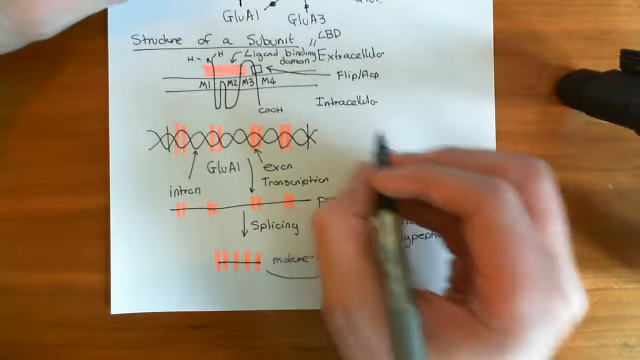 GluA1
GluA3
Structure of a Subunit
LBD
H
H
N
Ligand binding domain
Extracellular
Flip/Flop
M1 M2 M3 M4
COOH
Intracellular
GluA1
exon
intron
Transcription
Splicing